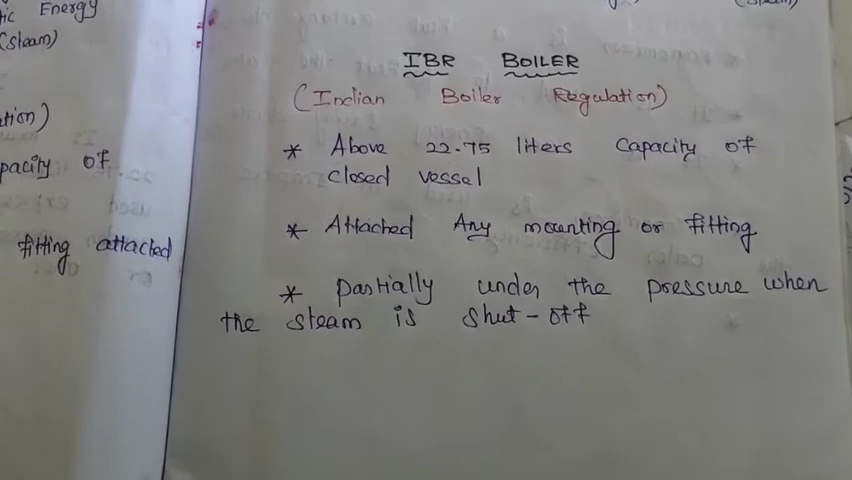 tic Energy
(steam)
ation)
pacity of
fitting attached
(steam)
IBR BOILER
(Indian Boiler Regulation)
* Above 22.75 liters capacity of
closed vessel
* Attached Any mounting or fitting
* partially under the pressure when
the steam is shut-off